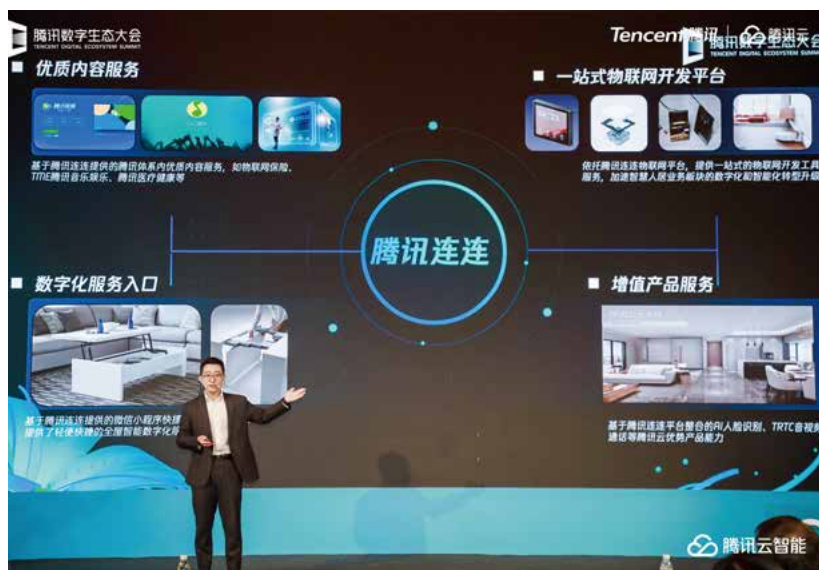 腾讯数字生态大会
TENCENT DIGITAL ECOSYSTEM SUMMIT
Tencent腾讯
腾讯云
腾讯数字生态大会
TENCENT DIGITAL ECOSYSTEM SUMMIT
优质内容服务
基于腾讯连连提供的腾讯体系内优质内容服务，如物联网保险、
TME腾讯音乐娱乐、腾讯医疗健康等
一站式物联网开发平台
依托腾讯连连物联网平台，提供一站式的物联网开发工具
服务，加速智慧人居业务板块的数字化和智能化转型升级
腾讯连连
数字化服务入口
基于腾讯连连提供的微信小程序快捷
提供了轻便快捷的全屋智能数字化服
增值产品服务
基于腾讯连连平台整合的AI人脸识别、TRTC音视频
通话等腾讯云优势产品能力
腾讯云智能